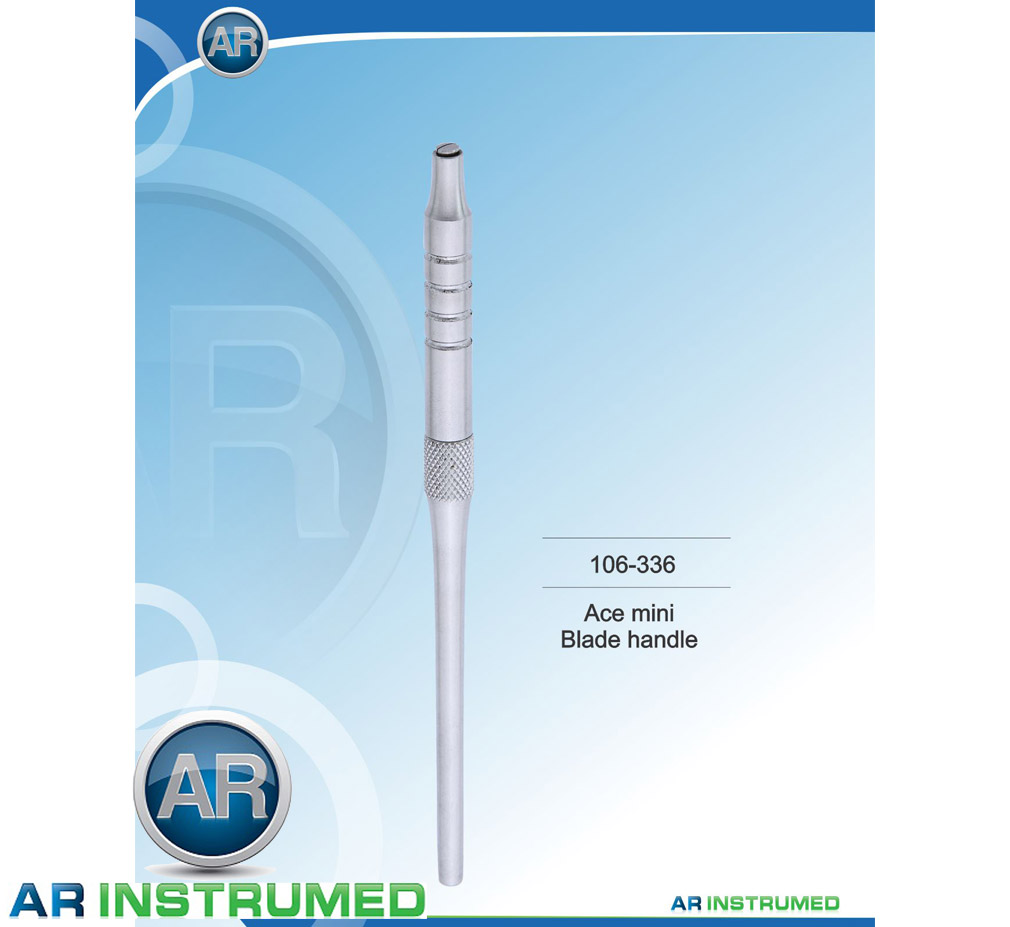 AR
R
106-336
Ace mini
Blade handle
AR
AR INSTRUMED
AR INSTRUMED